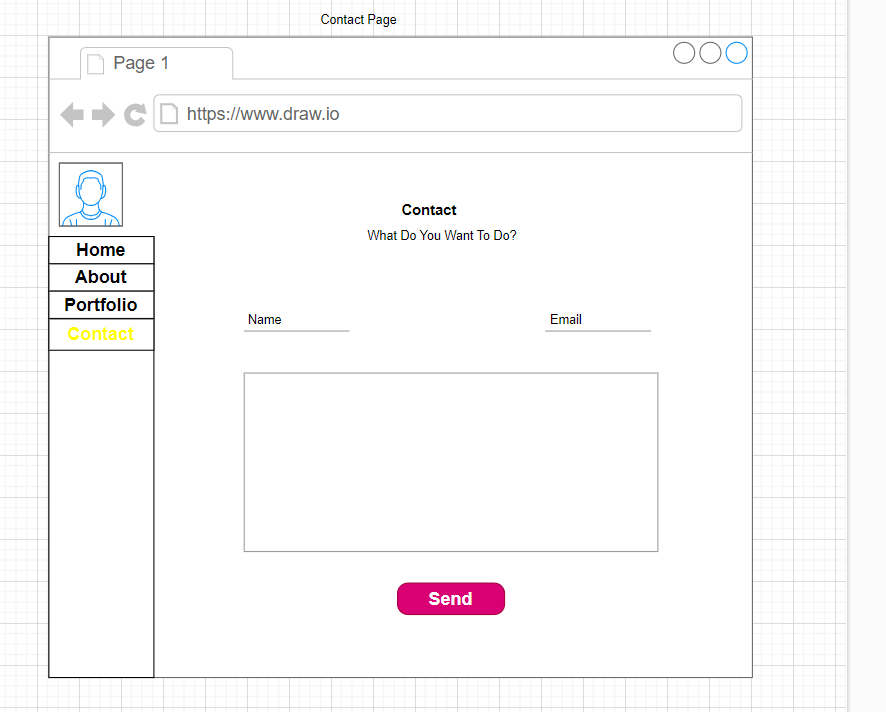 Contact Page
Page 1
https://www.draw.io
Contact
What Do You Want To Do?
Home
About
Portfolio
Contact
Name
Email
Send